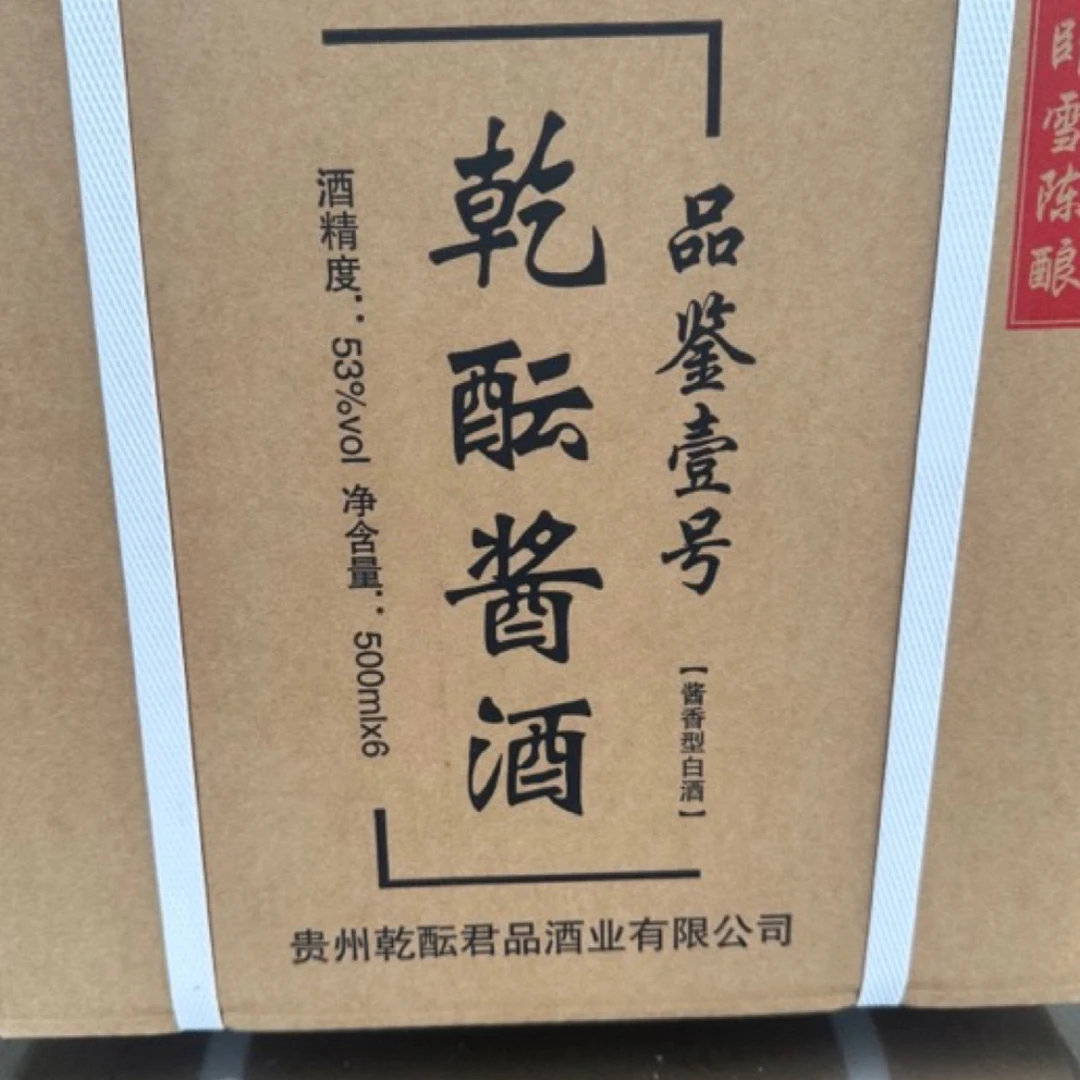 品鉴壹号
【酱香型白酒】
乾酝酱酒
酒精度：53%vol 净含量：500mlx6
贵州乾酝君品酒业有限公司
雪陈酿